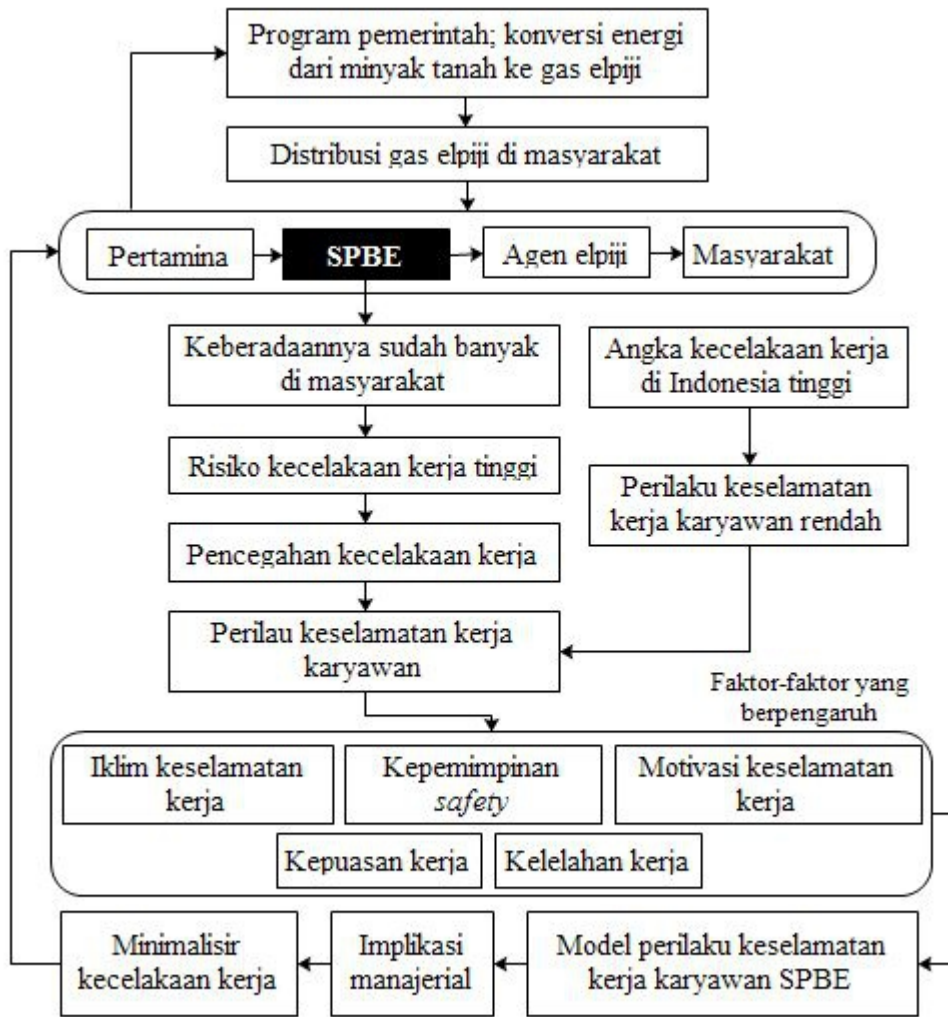 Program pemerintah; konversi energi
dari minyak tanah ke gas elpiji
Distribusi gas elpiji di masyarakat
Pertamina
SPBE
Agen elpiji
Masyarakat
Keberadaannya sudah banyak
di masyarakat
Angka kecelakaan kerja
di Indonesia tinggi
Risiko kecelakaan kerja tinggi
Perilaku keselamatan
kerja karyawan rendah
Pencegahan kecelakaan kerja
Perilau keselamatan kerja
karyawan
Faktor-faktor yang
berpengaruh
Iklim keselamatan
kerja
Kepemimpinan
safety
Motivasi keselamatan
kerja
Kepuasan kerja
Kelelahan kerja
Minimalisir
kecelakaan kerja
Implikasi
manajerial
Model perilaku keselamatan
kerja karyawan SPBE